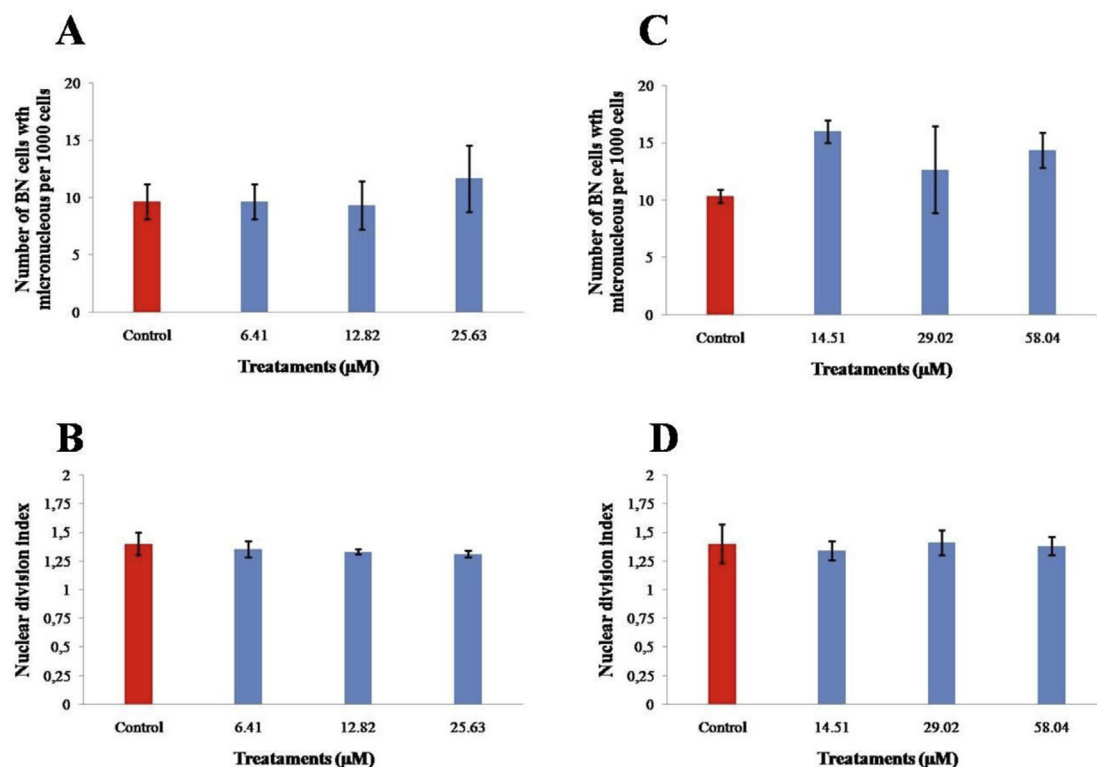 A
Number of BN cells wth
micronucleous per 1000 cells
20
15
10
5
0
Control 6.41 12.82 25.63
Treataments (µM)
C
Number of BN cells wth
micronucleous per 1000 cells
20
15
10
5
0
Control 14.51 29.02 58.04
Treataments (µM)
B
Nuclear division index
2
1,75
1,5
1,25
1
0,75
0,5
0,25
0
Control 6.41 12.82 25.63
Treataments (µM)
D
Nuclear division index
2
1,75
1,5
1,25
1
0,75
0,5
0,25
0
Control 14.51 29.02 58.04
Treataments (µM)